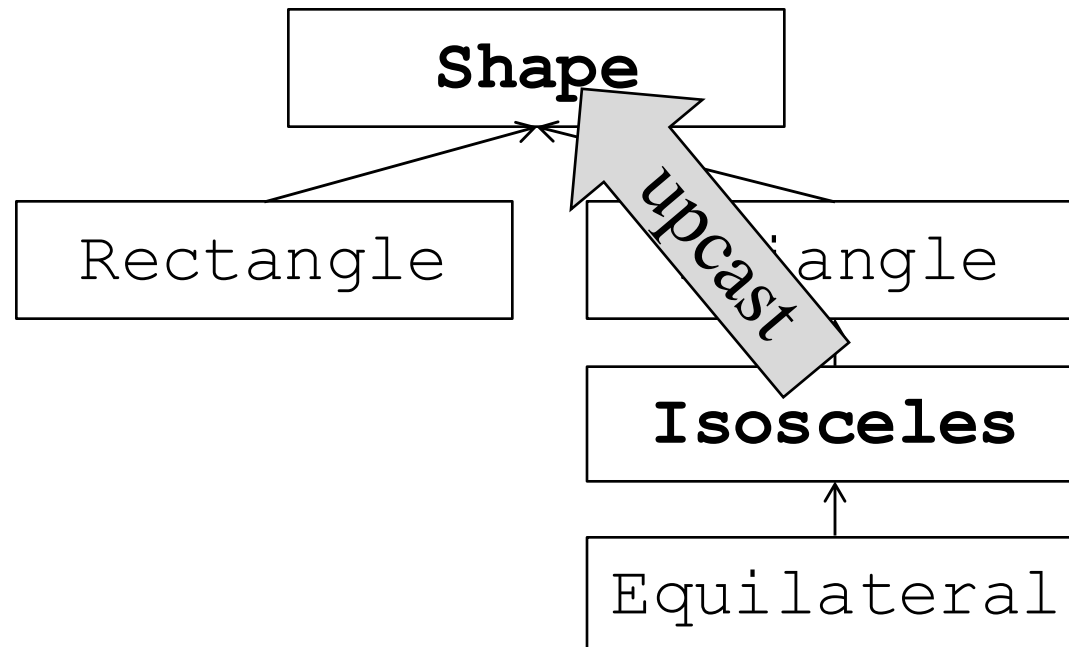 Shape
upcast
Rectangle
angle
Isosceles
Equilateral